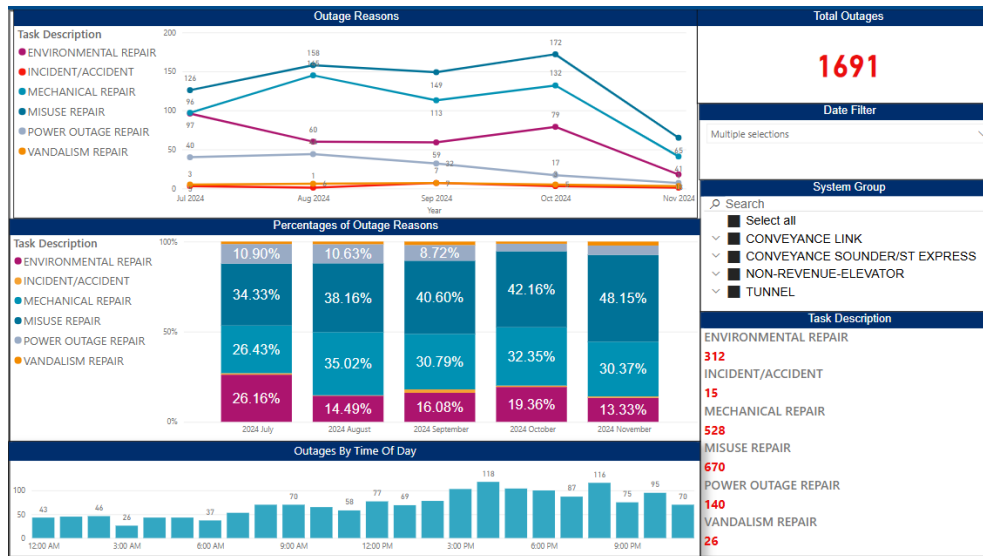 Outage Reasons
Task Description
ENVIRONMENTAL REPAIR
INCIDENT/ACCIDENT
MECHANICAL REPAIR
MISUSE REPAIR
POWER OUTAGE REPAIR
VANDALISM REPAIR
200
150
100
50
0
126
158
149
172
65
96
113
132
41
97
60
59
79
40
32
17
3
1
7
Jul 2024
Aug 2024
Sep 2024
Oct 2024
Nov 2024
Year
Percentages of Outage Reasons
Task Description
ENVIRONMENTAL REPAIR
INCIDENT/ACCIDENT
MECHANICAL REPAIR
MISUSE REPAIR
POWER OUTAGE REPAIR
VANDALISM REPAIR
100%
50%
0%
10.90%
10.63%
8.72%
34.33%
38.16%
40.60%
42.16%
48.15%
26.43%
35.02%
30.79%
32.35%
30.37%
26.16%
14.49%
16.08%
19.36%
13.33%
2024 July
2024 August
2024 September
2024 October
2024 November
Outages By Time Of Day
100
50
0
43
46
26
37
70
58
77
69
118
87
116
75
95
70
12:00 AM
3:00 AM
6:00 AM
9:00 AM
12:00 PM
3:00 PM
6:00 PM
9:00 PM
Total Outages
1691
Date Filter
Multiple selections
System Group
Search
Select all
CONVEYANCE LINK
CONVEYANCE SOUNDER/ST EXPRESS
NON-REVENUE-ELEVATOR
TUNNEL
Task Description
ENVIRONMENTAL REPAIR
312
INCIDENT/ACCIDENT
15
MECHANICAL REPAIR
528
MISUSE REPAIR
670
POWER OUTAGE REPAIR
140
VANDALISM REPAIR
26